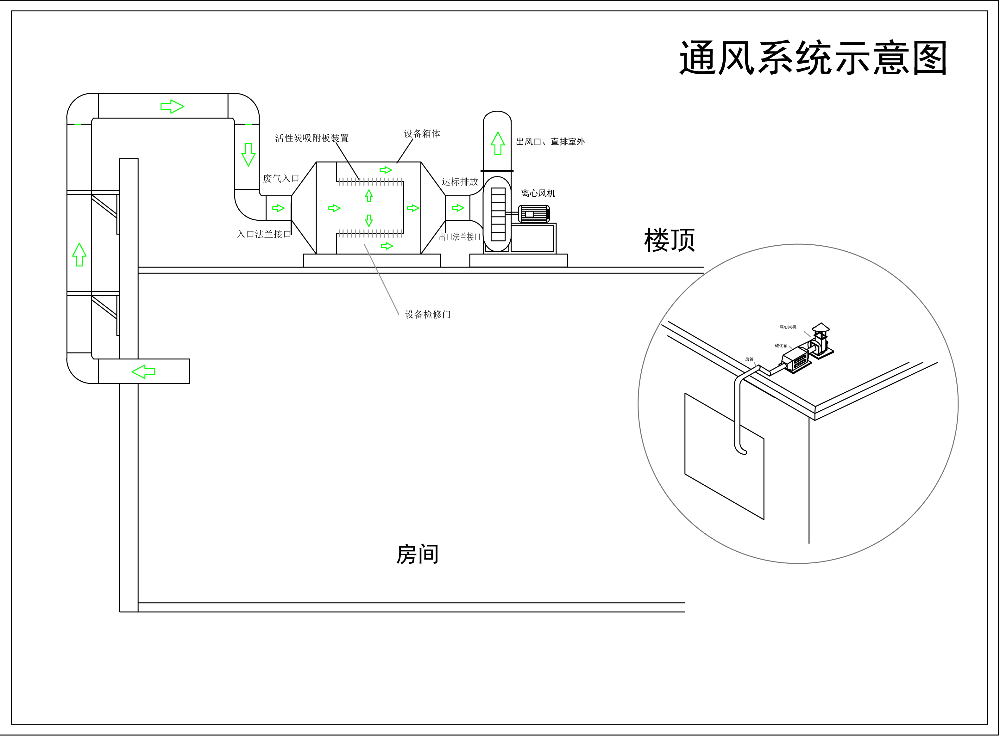 通风系统示意图
活性炭吸附板装置
设备箱体
出风口、直排室外
废气入口
达标排放
离心风机
入口法兰接口
出口法兰接口
楼顶
设备检修门
离心风机
碳化箱
风管
房间